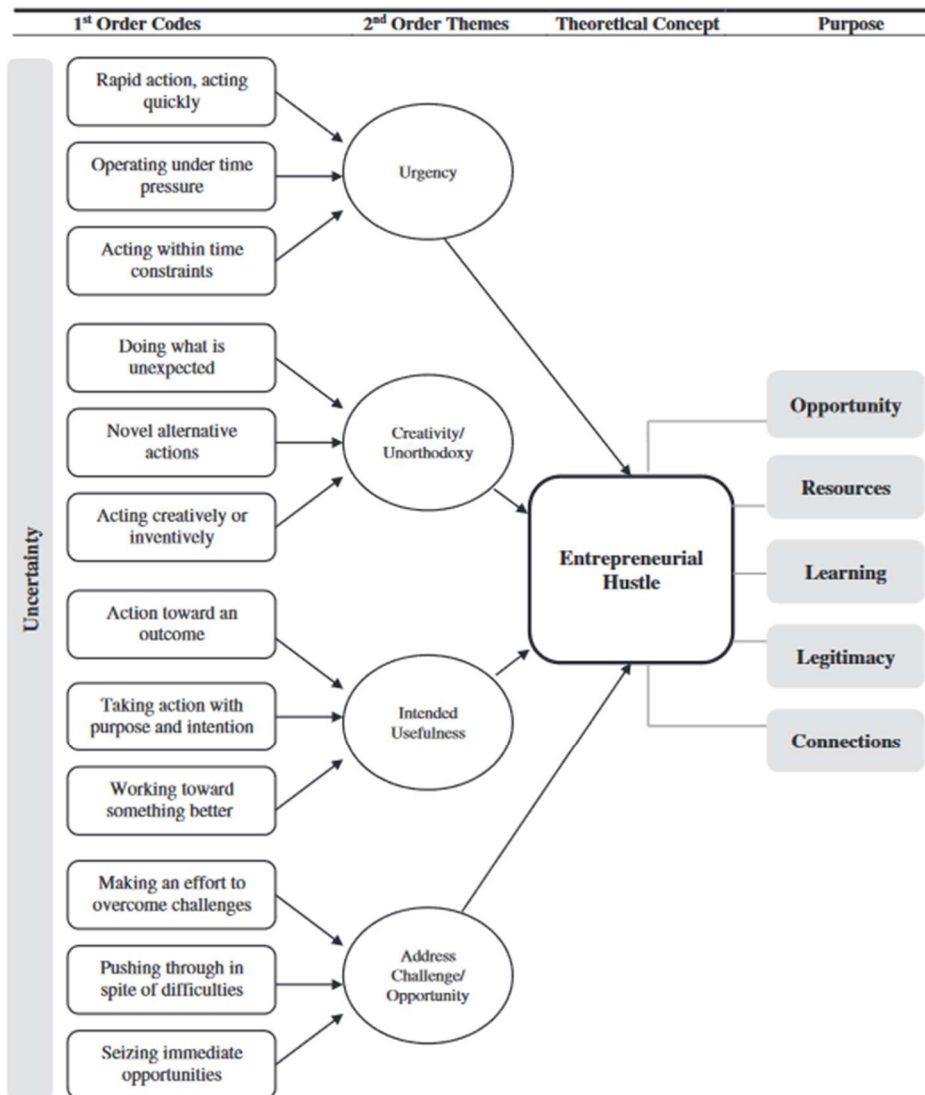 1st Order Codes 2nd Order Themes Theoretical Concept Purpose
Uncertainty
Rapid action, acting
quickly
Operating under time
pressure
Acting within time
constraints
Urgency
Doing what is
unexpected
Novel alternative
actions
Acting creatively or
inventively
Creativity/
Unorthodoxy
Action toward an
outcome
Taking action with
purpose and intention
Working toward
something better
Intended
Usefulness
Making an effort to
overcome challenges
Pushing through in
spite of difficulties
Seizing immediate
opportunities
Address
Challenge/
Opportunity
Entrepreneurial
Hustle
Opportunity
Resources
Learning
Legitimacy
Connections